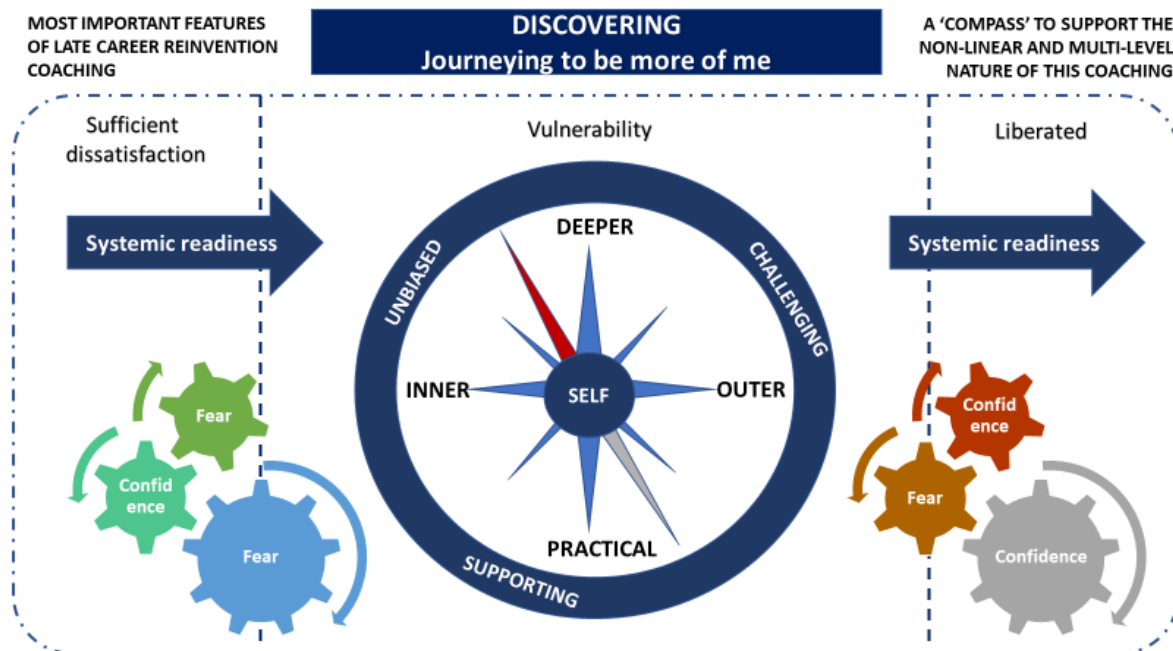 MOST IMPORTANT FEATURES
OF LATE CAREER REINVENTION
COACHING
DISCOVERING
Journeying to be more of me
A ‘COMPASS’ TO SUPPORT THE
NON-LINEAR AND MULTI-LEVEL
NATURE OF THIS COACHING
Sufficient
dissatisfaction
Vulnerability
Liberated
Systemic readiness
Systemic readiness
UNBIASED
CHALLENGING
SUPPORTING
DEEPER
INNER
SELF
OUTER
PRACTICAL
Fear
Confid
ence
Fear
Confid
ence
Fear
Confidence